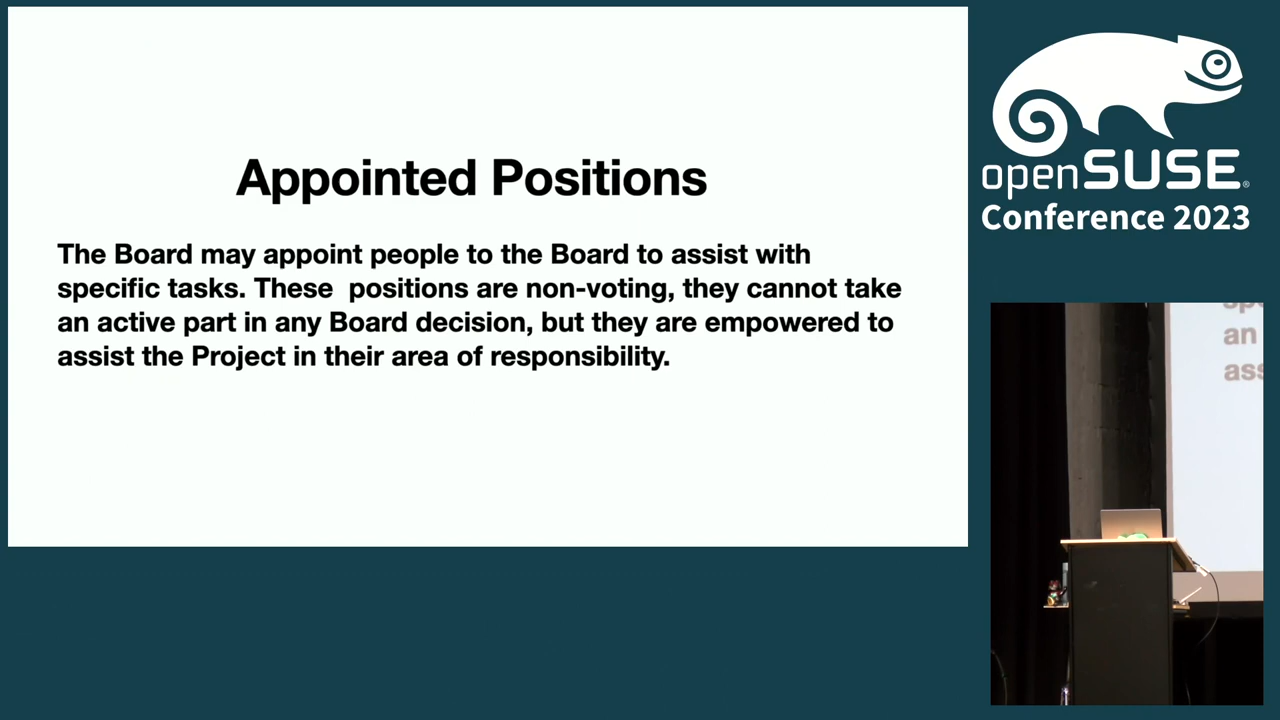 Appointed Positions
The Board may appoint people to the Board to assist with
specific tasks. These  positions are non-voting, they cannot take
an active part in any Board decision, but they are empowered to
assist the Project in their area of responsibility.
openSUSE®
Conference 2023
an
ass